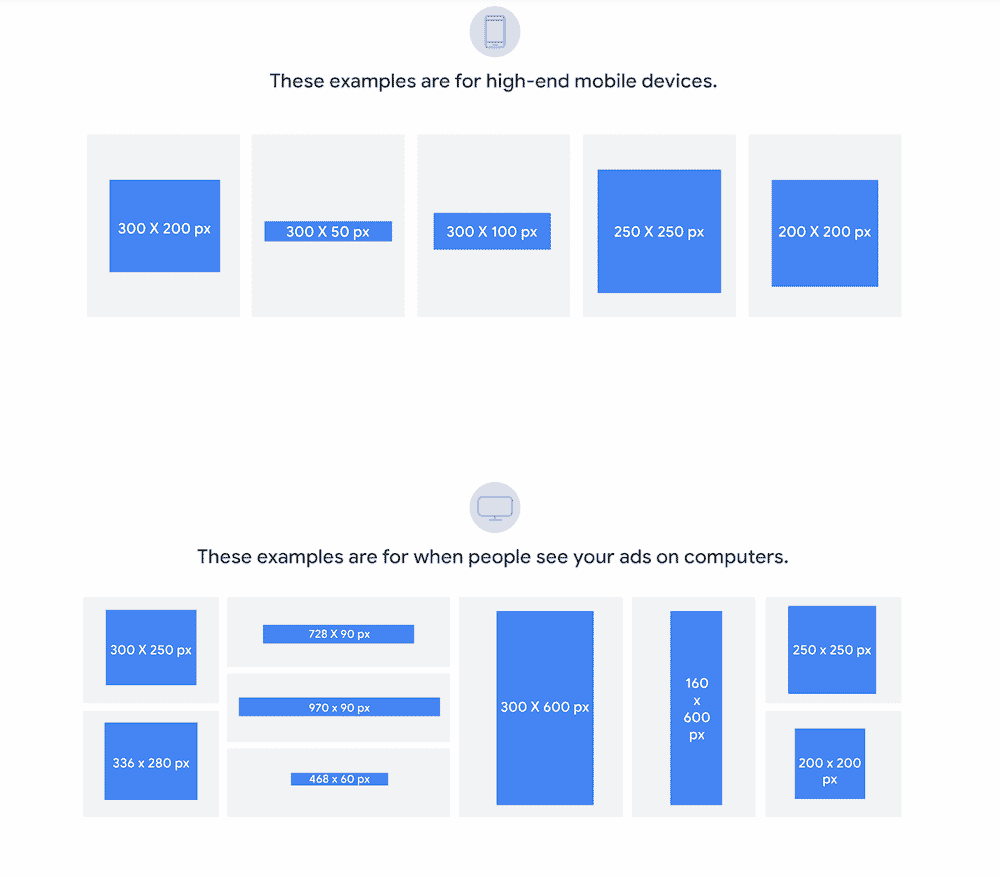 These examples are for high-end mobile devices.
300 X 200 px
300 X 50 px
300 X 100 px
250 X 250 px
200 X 200 px
These examples are for when people see your ads on computers.
300 X 250 px
336 x 280 px
728 X 90 px
970 x 90 px
468 x 60 px
300 X 600 px
160
x
600
px
250 x 250 px
200 x 200
px